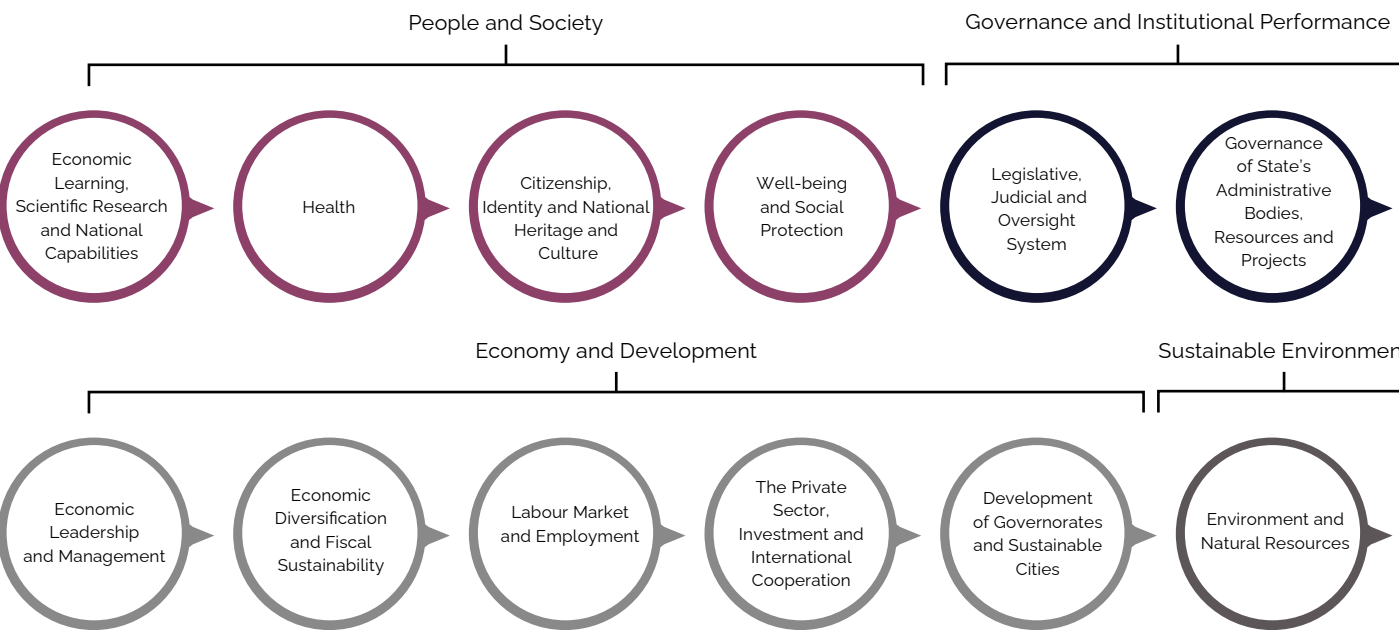 People and Society
Governance and Institutional Performance
Economic
Learning,
Scientific Research
and National
Capabilities
Health
Citizenship,
Identity and National
Heritage and
Culture
Well-being
and Social
Protection
Legislative,
Judicial and
Oversight
System
Governance
of State's
Administrative
Bodies,
Resources and
Projects
Economy and Development
Sustainable Environmen
Economic
Leadership
and Management
Economic
Diversification
and Fiscal
Sustainability
Labour Market
and Employment
The Private
Sector,
Investment and
International
Cooperation
Development
of Governorates
and Sustainable
Cities
Environment and
Natural Resources